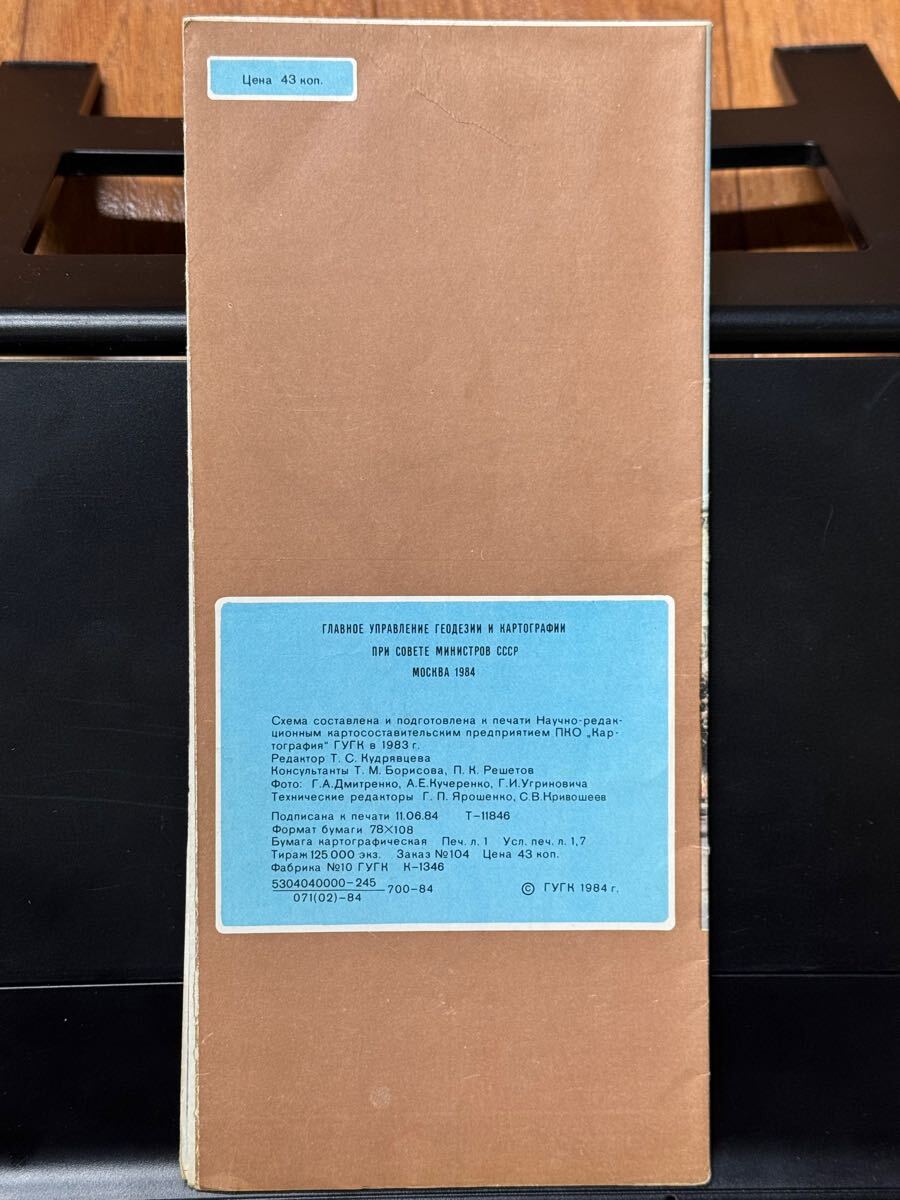 Цена 43 коп.
ГЛАВНОЕ УПРАВЛЕНИЕ ГЕОДЕЗИИ И КАРТОГРАФИИ
ПРИ СОВЕТЕ МИНИСТРОВ СССР
МОСКВА 1984
Схема составлена и подготовлена к печати Научно-редак-
ционным картосоставительским предприятием ПКО „Кар-
тография" ГУГК в 1983 г.
Редактор Т. С. Кудрявцева
Консультанты Т. М. Борисова, П. К. Решетов
Фото: Г.А.Дмитренко, А.Е.Кучеренко, Г.И.Угринович
Технические редакторы Г. П. Ярошенко, С.В.Кривошеев
Подписана к печати 11.06.84 Т-11846
Формат бумаги 78×108
Бумага картографическая Печ. л. 1 Усл. печ. л. 1,7
Тираж 125 000 экз. Заказ №104 Цена 43 коп.
Фабрика №10 ГУГК К-1346
5304040000-245
071(02)-84
700-84 © ГУГК 1984 г.